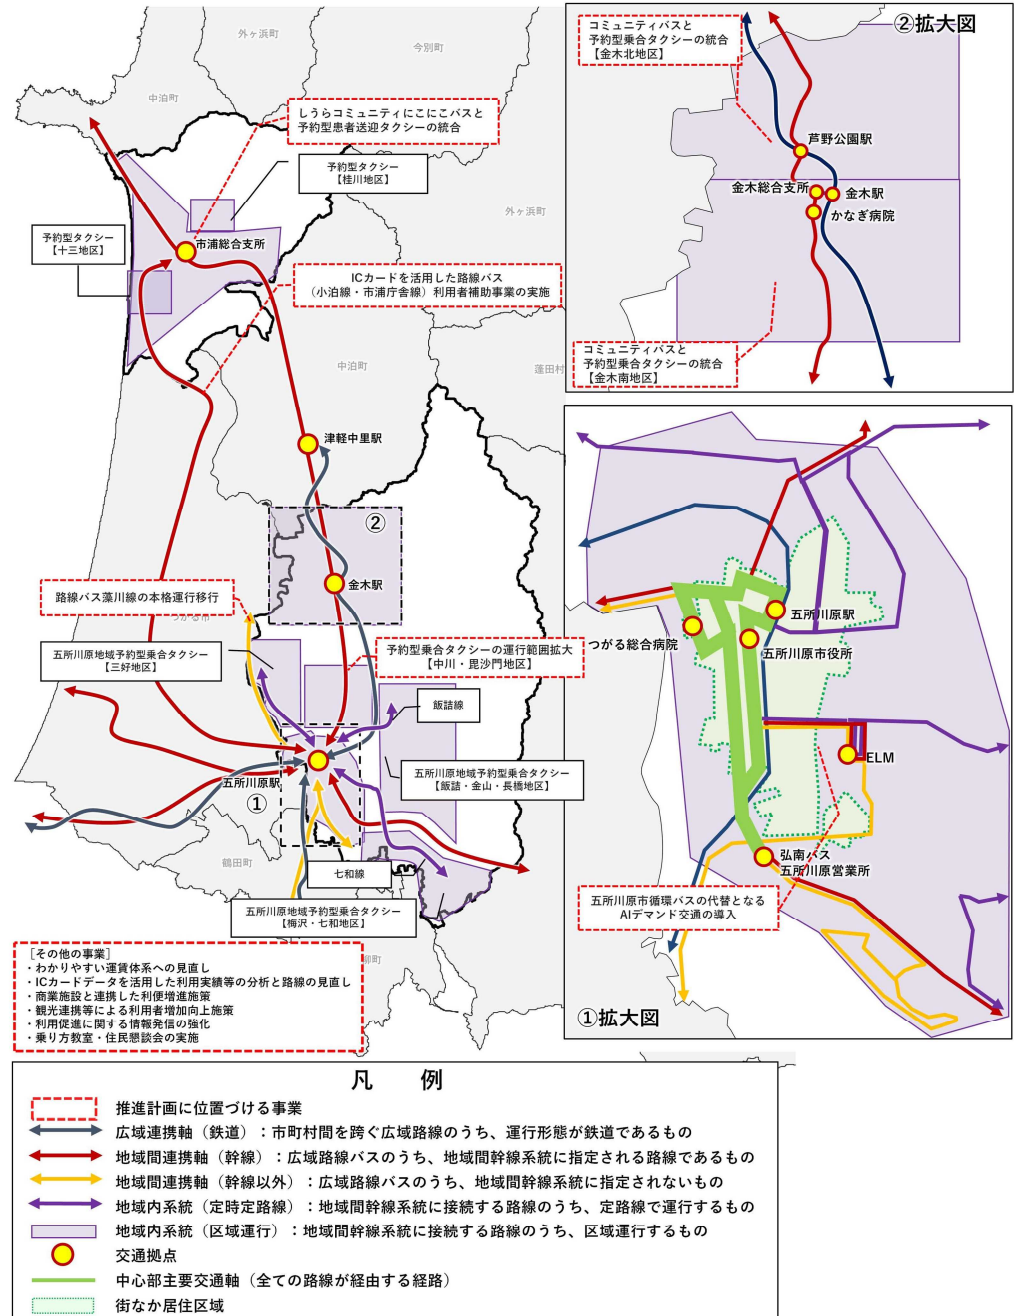 外ヶ浜町
今別町
中泊町
しうらコミュニティにこにこバスと
予約型患者送迎タクシーの統合
予約型タクシー
【桂川地区】
外ヶ浜町
予約型タクシー
【十三地区】
市浦総合支所
ICカードを活用した路線バス
（小泊線・市浦庁舎線）利用者補助事業の実施
中泊町
蓬田村
津軽中里駅
②
金木駅
路線バス藻川線の本格運行移行
つがる市
五所川原地域予約型乗合タクシー
【三好地区】
予約型乗合タクシーの運行範囲拡大
【中川・毘沙門地区】
飯詰線
五所川原駅
①
五所川原地域予約型乗合タクシー
【飯詰・金山・長橋地区】
鶴田町
七和線
五所川原地域予約型乗合タクシー
【梅沢・七和地区】
［その他の事業］
・わかりやすい運賃体系への見直し
・ICカードデータを活用した利用実績等の分析と路線の見直し
・商業施設と連携した利便増進施策
・観光連携等による利用者増加向上施策
・利用促進に関する情報発信の強化
・乗り方教室・住民懇談会の実施
②拡大図
コミュニティバスと
予約型乗合タクシーの統合
【金木北地区】
芦野公園駅
金木総合支所
金木駅
かなぎ病院
コミュニティバスと
予約型乗合タクシーの統合
【金木南地区】
五所川原駅
つがる総合病院
五所川原市役所
ELM
弘南バス
五所川原営業所
五所川原市循環バスの代替となる
AIデマンド交通の導入
①拡大図
凡　例
推進計画に位置づける事業
広域連携軸（鉄道）：市町村間を跨ぐ広域路線のうち、運行形態が鉄道であるもの
地域間連携軸（幹線）：広域路線バスのうち、地域間幹線系統に指定される路線であるもの
地域間連携軸（幹線以外）：広域路線バスのうち、地域間幹線系統に指定されないもの
地域内系統（定時定路線）：地域間幹線系統に接続する路線のうち、定路線で運行するもの
地域内系統（区域運行）：地域間幹線系統に接続する路線のうち、区域運行するもの
交通拠点
中心部主要交通軸（全ての路線が経由する経路）
街なか居住区域